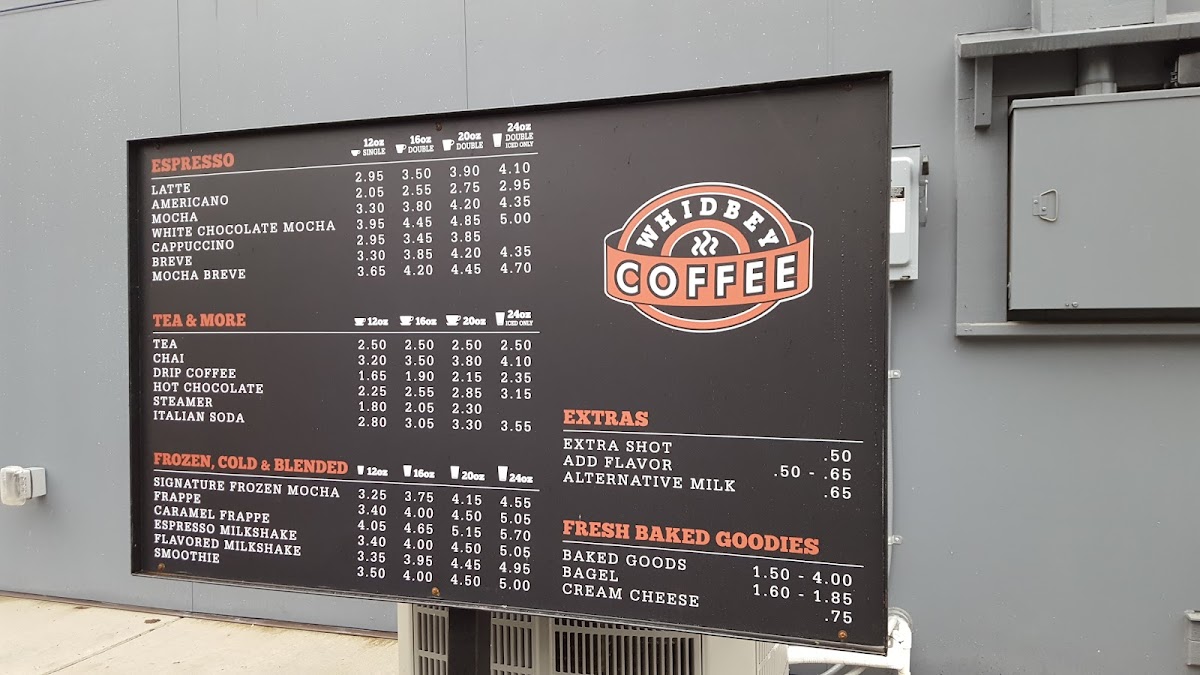 ESPRESSO 12oz SINGLE 16oz DOUBLE 20oz DOUBLE 24oz DOUBLE ICED ONLY
LATTE 2.95 3.50 3.90 4.10
AMERICANO 2.05 2.55 2.75 2.95
MOCHA 3.30 3.80 4.20 4.35
WHITE CHOCOLATE MOCHA 3.95 4.45 4.85 5.00
CAPPUCCINO 2.95 3.45 3.85
BREVE 3.30 3.85 4.20 4.35
MOCHA BREVE 3.65 4.20 4.45 4.70
TEA & MORE 12oz 16oz 20oz 24oz ICED ONLY
TEA 2.50 2.50 2.50 2.50
CHAI 3.20 3.50 3.80 4.10
DRIP COFFEE 1.65 1.90 2.15 2.35
HOT CHOCOLATE 2.25 2.55 2.85 3.15
STEAMER 1.80 2.05 2.30
ITALIAN SODA 2.80 3.05 3.30 3.55
FROZEN, COLD & BLENDED 12oz 16oz 20oz 24oz
SIGNATURE FROZEN MOCHA 3.25 3.75 4.15 4.55
FRAPPE 3.40 4.00 4.50 5.05
CARAMEL FRAPPE 4.05 4.65 5.15 5.70
ESPRESSO MILKSHAKE 3.40 4.00 4.50 5.05
FLAVORED MILKSHAKE 3.35 3.95 4.45 4.95
SMOOTHIE 3.50 4.00 4.50 5.00
WHIDBEY
COFFEE
EXTRAS
EXTRA SHOT .50
ADD FLAVOR .50 - .65
ALTERNATIVE MILK .65
FRESH BAKED GOODIES
BAKED GOODS 1.50 - 4.00
BAGEL 1.60 - 1.85
CREAM CHEESE .75